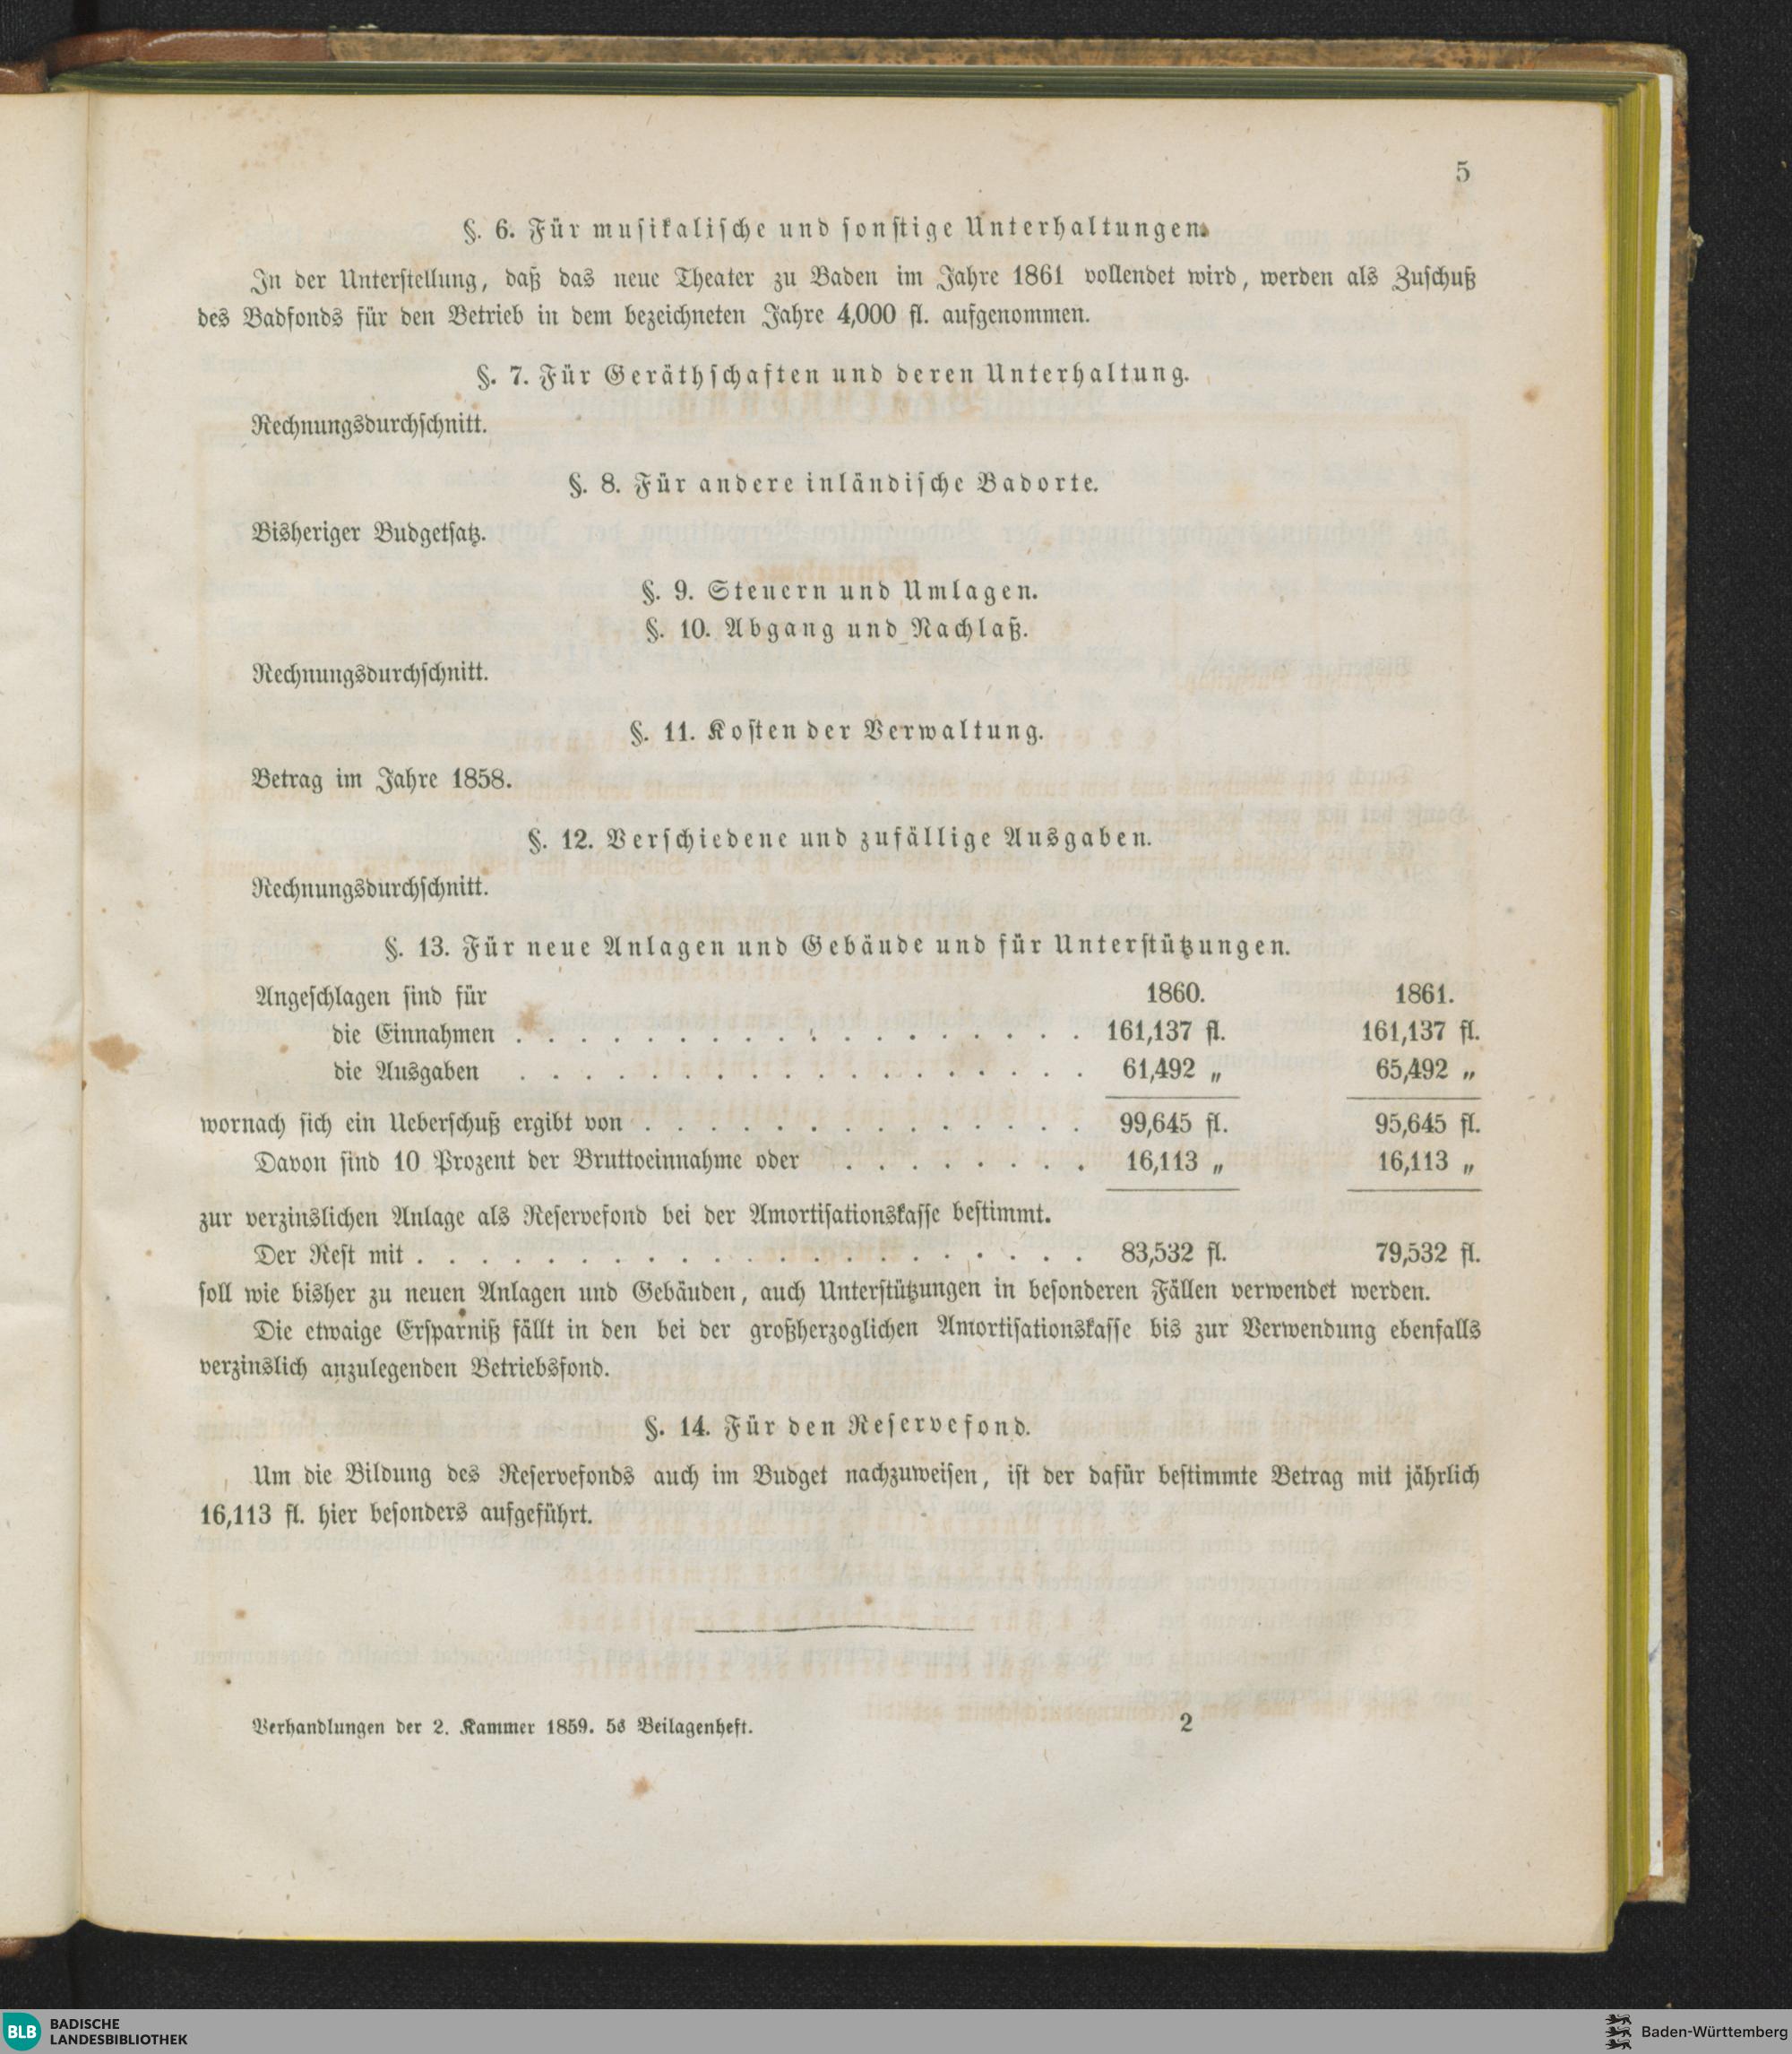 5
§. 6. Für musikalische und sonstige Unterhaltungen.
In der Unterstellung, daß das neue Theater zu Baden im Jahre 1861 vollendet wird, werden als Zuschuß
des Badfonds für den Betrieb in dem bezeichneten Jahre 4,000 fl. aufgenommen.
§. 7. Für Geräthschaften und deren Unterhaltung.
Rechnungsdurchschnitt.
§. 8. Für andere inländische Badorte.
Bisheriger Budgetsatz.
§. 9. Steuern und Umlagen.
§. 10. Abgang und Nachlaß.
Rechnungsdurchschnitt.
§. 11. Kosten der Verwaltung.
Betrag im Jahre 1858.
§. 12. Verschiedene und zufällige Ausgaben.
Rechnungsdurchschnitt.
§. 13. Für neue Anlagen und Gebäude und für Unterstützungen.
Angeschlagen sind für 1860. 1861.
die Einnahmen . . . . . . . . . . . . . . . . . . 161,137 fl. 161,137 fl.
die Ausgaben . . . . . . . . . . . . . . . . . . 61,492 „ 65,492 „
wornach sich ein Ueberschuß ergibt von . . . . . . . . . . . . . . 99,645 fl. 95,645 fl.
Davon sind 10 Prozent der Bruttoeinnahme oder . . . . . . . . 16,113 „ 16,113 „
zur verzinslichen Anlage als Reservefond bei der Amortisationskasse bestimmt.
Der Rest mit . . . . . . . . . . . . . . . . . . . . . 83,532 fl. 79,532 fl.
soll wie bisher zu neuen Anlagen und Gebäuden, auch Unterstützungen in besonderen Fällen verwendet werden.
Die etwaige Ersparniß fällt in den bei der großherzoglichen Amortisationskasse bis zur Verwendung ebenfalls
verzinslich anzulegenden Betriebsfond.
§. 14. Für den Reservefond.
Um die Bildung des Reservefonds auch im Budget nachzuweisen, ist der dafür bestimmte Betrag mit jährlich
16,113 fl. hier besonders aufgeführt.
Verhandlungen der 2. Kammer 1859. 5s Beilagenheft. 2
BLB BADISCHE
LANDESBIBLIOTHEK
Baden-Württemberg